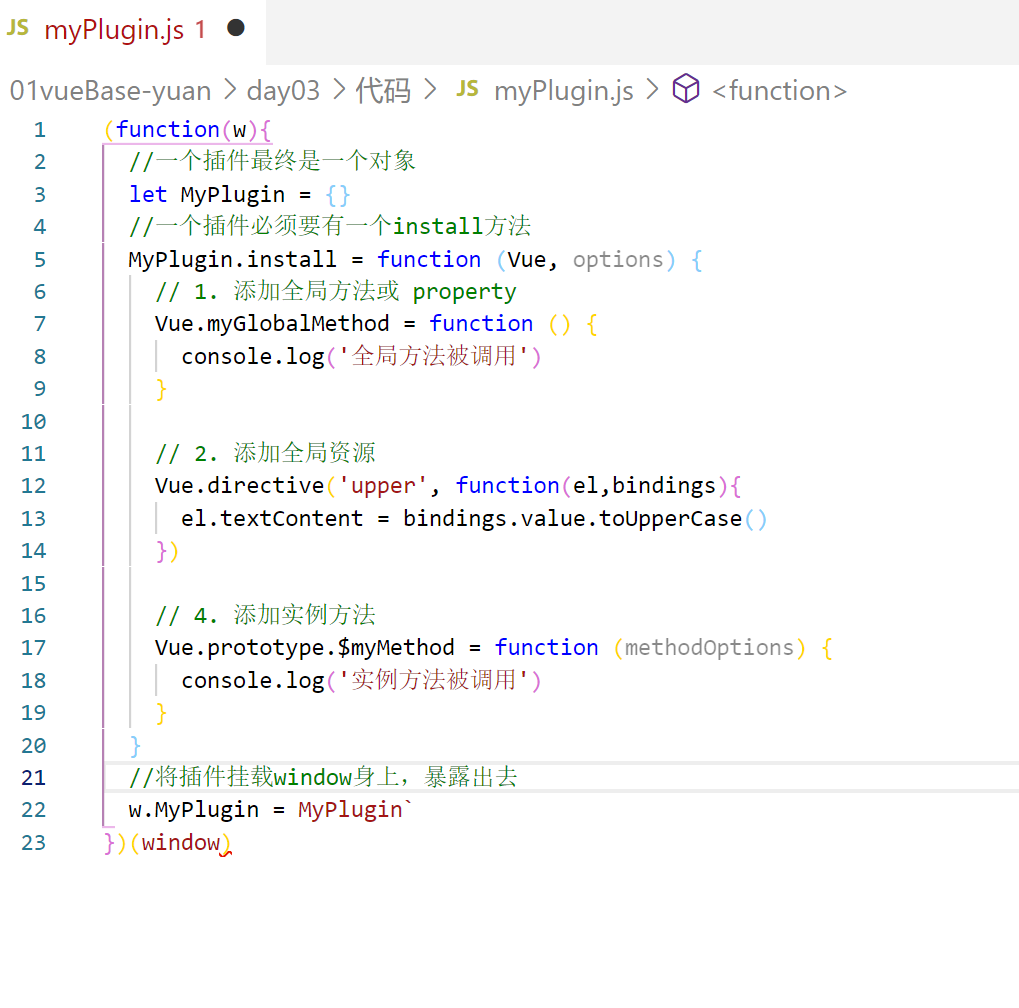 JS myPlugin.js 1
01vueBase-yuan > day03 > 代码 > JS myPlugin.js > <function>
1 (function(w){
2 //一个插件最终是一个对象
3 let MyPlugin = {}
4 //一个插件必须要有一个install方法
5 MyPlugin.install = function (Vue, options) {
6 // 1. 添加全局方法或 property
7 Vue.myGlobalMethod = function () {
8 console.log('全局方法被调用')
9 }
10
11 // 2. 添加全局资源
12 Vue.directive('upper', function(el,bindings){
13 el.textContent = bindings.value.toUpperCase()
14 })
15
16 // 4. 添加实例方法
17 Vue.prototype.$myMethod = function (methodOptions) {
18 console.log('实例方法被调用')
19 }
20 }
21 //将插件挂载window身上，暴露出去
22 w.MyPlugin = MyPlugin`
23 })(window)